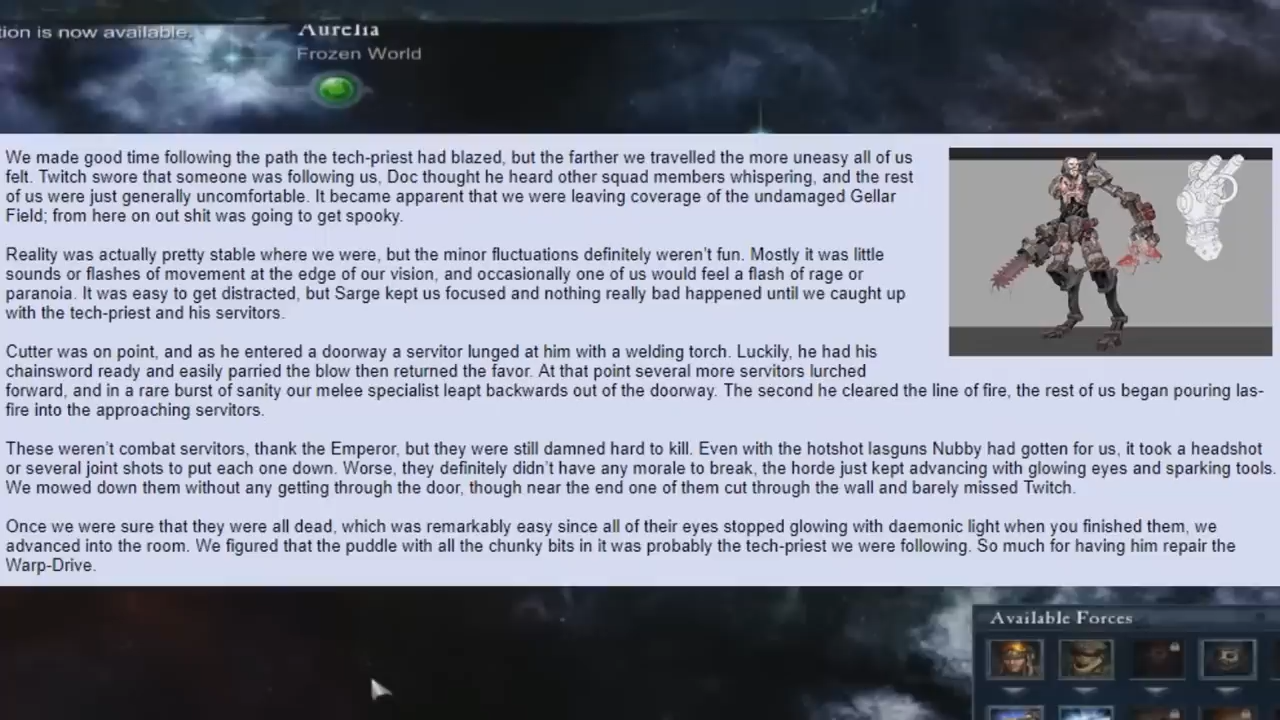 tion is now available.
Aurelia
Frozen World
We made good time following the path the tech-priest had blazed, but the farther we travelled the more uneasy all of us
felt. Twitch swore that someone was following us, Doc thought he heard other squad members whispering, and the rest
of us were just generally uncomfortable. It became apparent that we were leaving coverage of the undamaged Gellar
Field; from here on out shit was going to get spooky.
Reality was actually pretty stable where we were, but the minor fluctuations definitely weren't fun. Mostly it was little
sounds or flashes of movement at the edge of our vision, and occasionally one of us would feel a flash of rage or
paranoia. It was easy to get distracted, but Sarge kept us focused and nothing really bad happened until we caught up
with the tech-priest and his servitors.
Cutter was on point, and as he entered a doorway a servitor lunged at him with a welding torch. Luckily, he had his
chainsword ready and easily parried the blow then returned the favor. At that point several more servitors lurched
forward, and in a rare burst of sanity our melee specialist leapt backwards out of the doorway. The second he cleared the line of fire, the rest of us began pouring las-
fire into the approaching servitors.
These weren't combat servitors, thank the Emperor, but they were still damned hard to kill. Even with the hotshot lasguns Nubby had gotten for us, it took a headshot
or several joint shots to put each one down. Worse, they definitely didn't have any morale to break, the horde just kept advancing with glowing eyes and sparking tools.
We mowed down them without any getting through the door, though near the end one of them cut through the wall and barely missed Twitch.
Once we were sure that they were all dead, which was remarkably easy since all of their eyes stopped glowing with daemonic light when you finished them, we
advanced into the room. We figured that the puddle with all the chunky bits in it was probably the tech-priest we were following. So much for having him repair the
Warp-Drive.
Available Forces